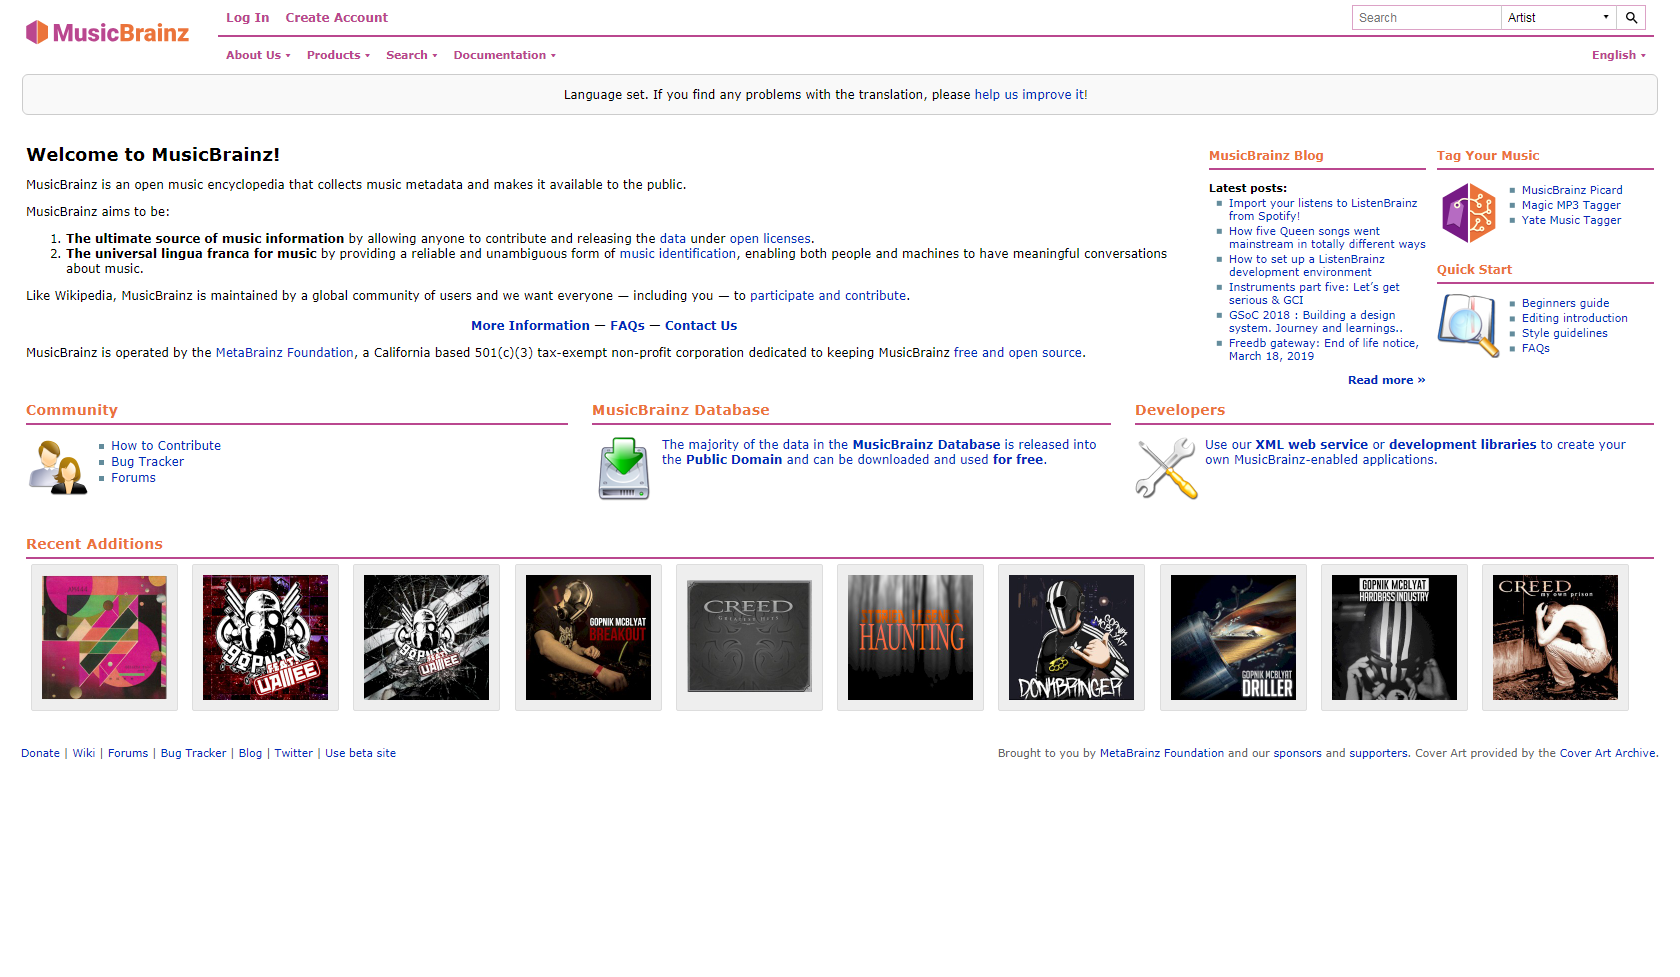 MusicBrainz
Log In Create Account
Search Artist
About Us Products Search Documentation
English
Language set. If you find any problems with the translation, please help us improve it!
Welcome to MusicBrainz!
MusicBrainz is an open music encyclopedia that collects music metadata and makes it available to the public.
MusicBrainz aims to be:
1. The ultimate source of music information by allowing anyone to contribute and releasing the data under open licenses.
2. The universal lingua franca for music by providing a reliable and unambiguous form of music identification, enabling both people and machines to have meaningful conversations
about music.
Like Wikipedia, MusicBrainz is maintained by a global community of users and we want everyone — including you — to participate and contribute.
More Information — FAQs — Contact Us
MusicBrainz is operated by the MetaBrainz Foundation, a California based 501(c)(3) tax-exempt non-profit corporation dedicated to keeping MusicBrainz free and open source.
MusicBrainz Blog
Latest posts:
Import your listens to ListenBrainz
from Spotify!
How five Queen songs went
mainstream in totally different ways
How to set up a ListenBrainz
development environment
Instruments part five: Let's get
serious & GCI
GSoC 2018 : Building a design
system. Journey and learnings..
Freedb gateway: End of life notice,
March 18, 2019
Read more »
Tag Your Music
MusicBrainz Picard
Magic MP3 Tagger
Yate Music Tagger
Quick Start
Beginners guide
Editing introduction
Style guidelines
FAQs
Community
How to Contribute
Bug Tracker
Forums
MusicBrainz Database
The majority of the data in the MusicBrainz Database is released into
the Public Domain and can be downloaded and used for free.
Developers
Use our XML web service or development libraries to create your
own MusicBrainz-enabled applications.
Recent Additions
GOPNIK
FEAT.
UAMEE
GOPNIK
FEAT.
UAMEE
GOPNIK MCBLYAT
BREAKOUT
CREED
GREATEST HITS
HAUNTING
GOPNIK
MCBLYAT
DONKBRINGER
GOPNIK MCBLYAT
DRILLER
GOPNIK MCBLYAT
HARDBASS INDUSTRY
CREED
my own prison
Donate | Wiki | Forums | Bug Tracker | Blog | Twitter | Use beta site
Brought to you by MetaBrainz Foundation and our sponsors and supporters. Cover Art provided by the Cover Art Archive.